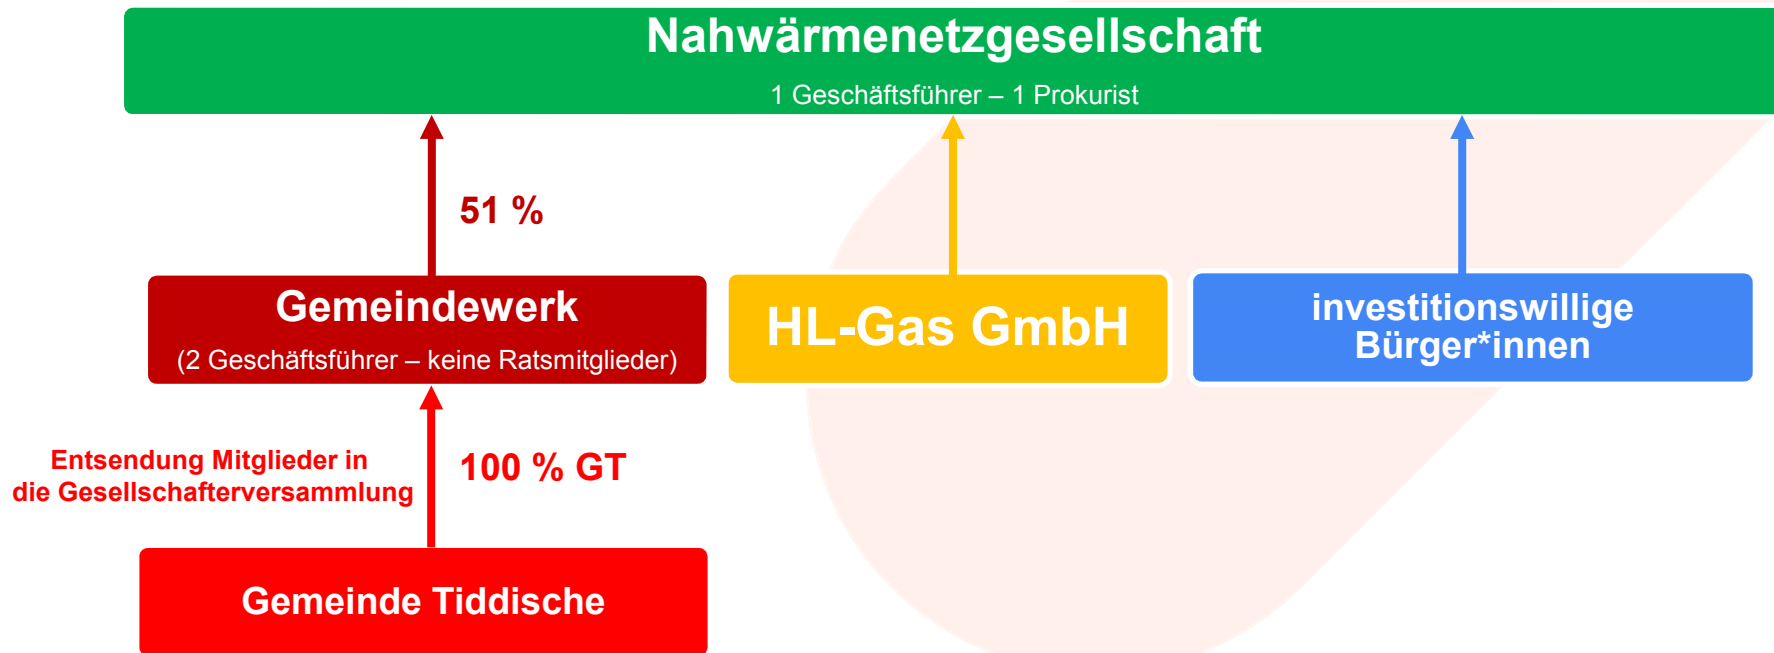 Nahwärmenetzgesellschaft
1 Geschäftsführer – 1 Prokurist
51 %
Gemeindewerk
(2 Geschäftsführer – keine Ratsmitglieder)
HL-Gas GmbH
investitionswillige
Bürger*innen
Entsendung Mitglieder in
die Gesellschafterversammlung
100 % GT
Gemeinde Tiddische